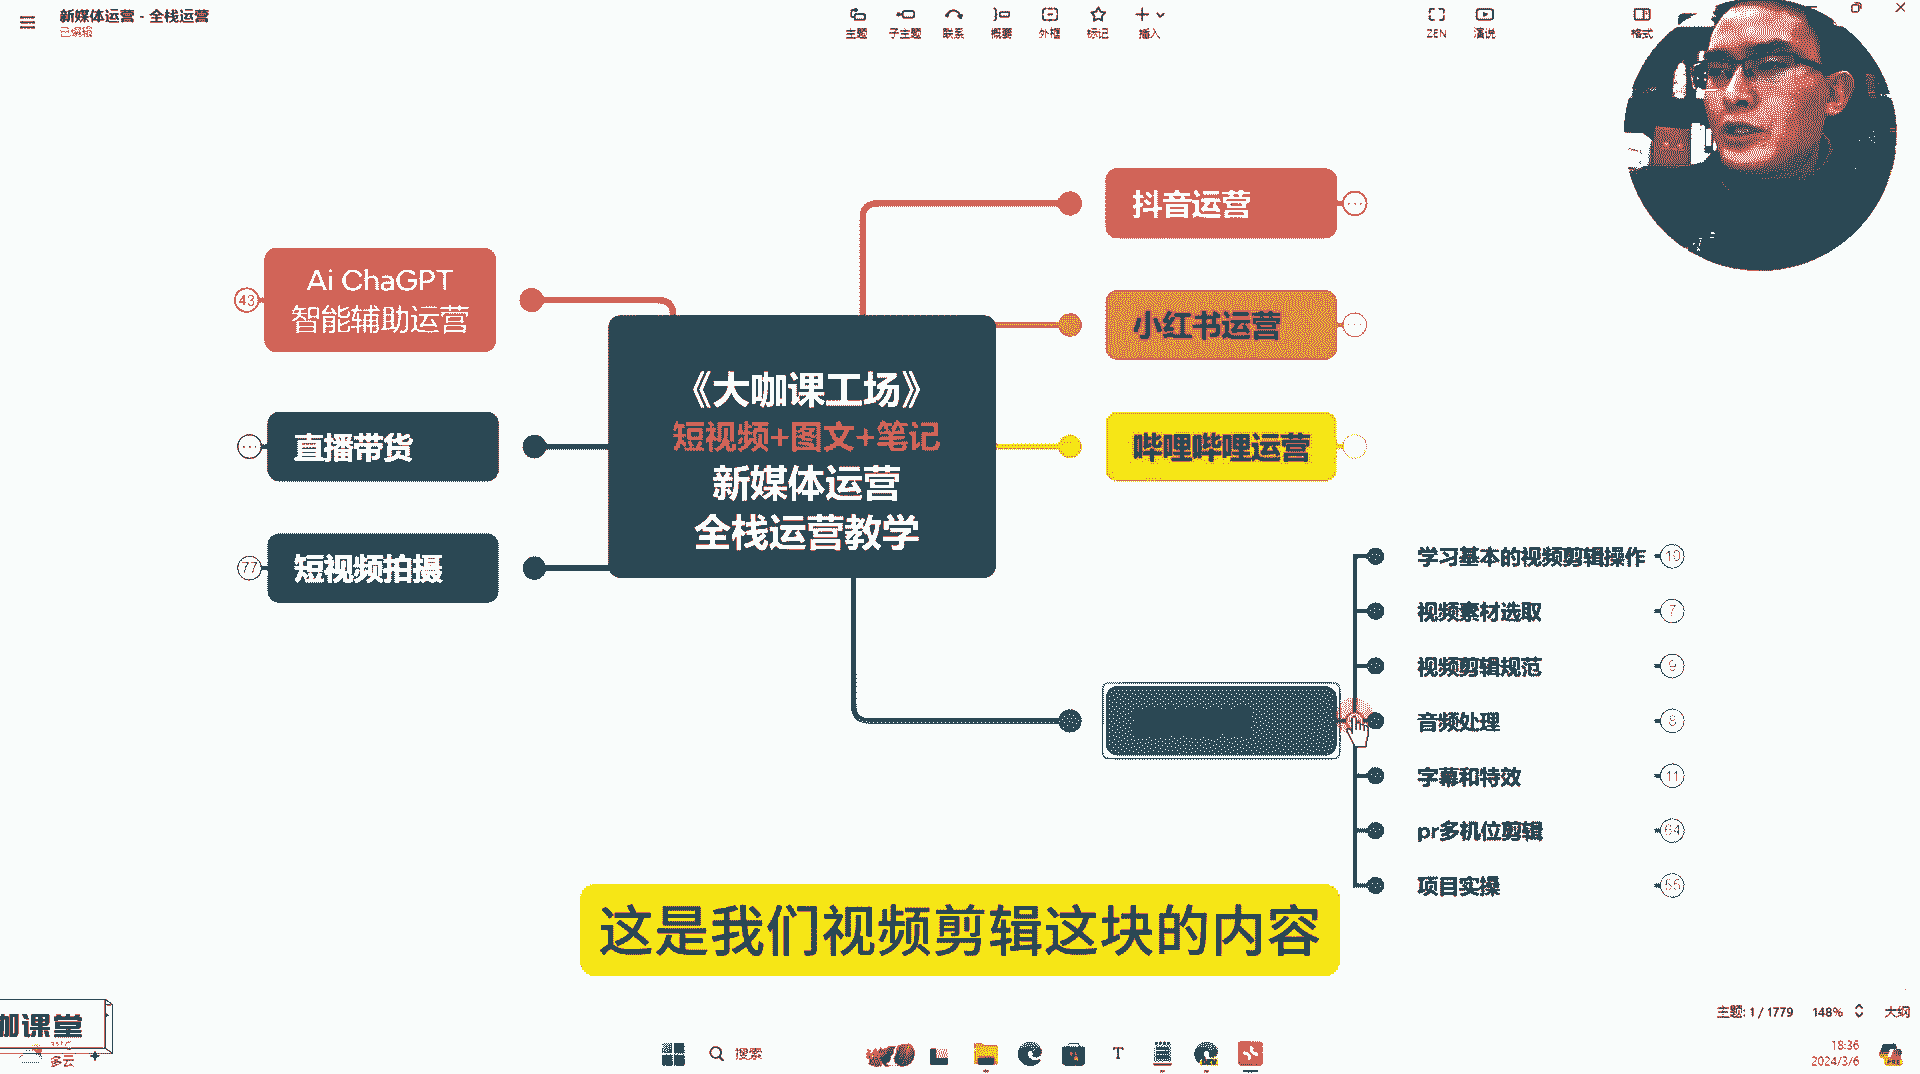 新媒体运营 - 全栈运营
已编辑
主题
子主题
联系
概要
外框
标记
插入
ZEN
演说
格式
抖音运营
小红书运营
哔哩哔哩运营
43
Ai ChaGPT
智能辅助运营
直播带货
77
短视频拍摄
《大咖课工场》
短视频+图文+笔记
新媒体运营
全栈运营教学
学习基本的视频剪辑操作 10
视频素材选取 7
视频剪辑规范 9
音频处理 8
字幕和特效 11
pr多机位剪辑 64
项目实操 55
这是我们视频剪辑这块的内容
咖课堂
多云
搜索
主题: 1 / 1779
148%
大纲
18:36
2024/3/6